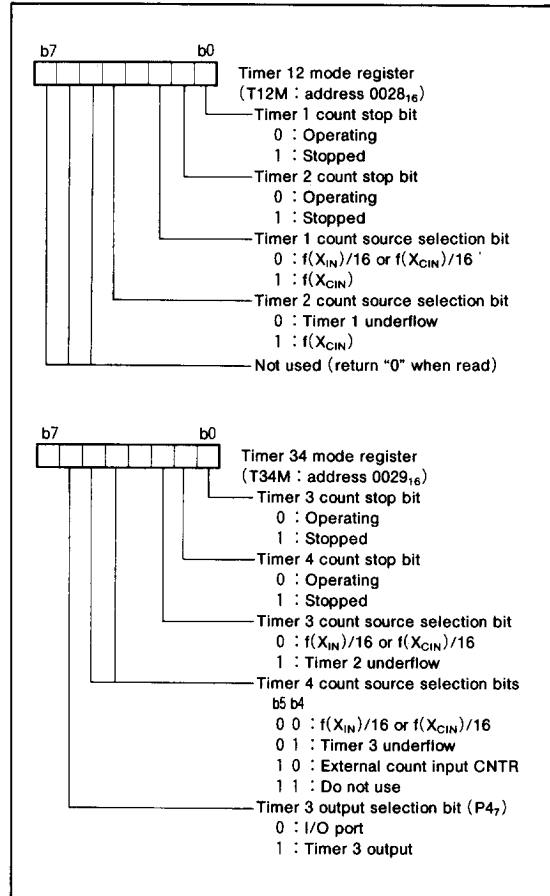 b7 b0
Timer 12 mode register
(T12M : address 0028₁₆)
Timer 1 count stop bit
0 : Operating
1 : Stopped
Timer 2 count stop bit
0 : Operating
1 : Stopped
Timer 1 count source selection bit
0 : f(X_IN)/16 or f(X_CIN)/16
1 : f(X_CIN)
Timer 2 count source selection bit
0 : Timer 1 underflow
1 : f(X_CIN)
Not used (return “0” when read)
b7 b0
Timer 34 mode register
(T34M : address 0029₁₆)
Timer 3 count stop bit
0 : Operating
1 : Stopped
Timer 4 count stop bit
0 : Operating
1 : Stopped
Timer 3 count source selection bit
0 : f(X_IN)/16 or f(X_CIN)/16
1 : Timer 2 underflow
Timer 4 count source selection bits
b5 b4
0 0 : f(X_IN)/16 or f(X_CIN)/16
0 1 : Timer 3 underflow
1 0 : External count input CNTR
1 1 : Do not use
Timer 3 output selection bit (P4₇)
0 : I/O port
1 : Timer 3 output